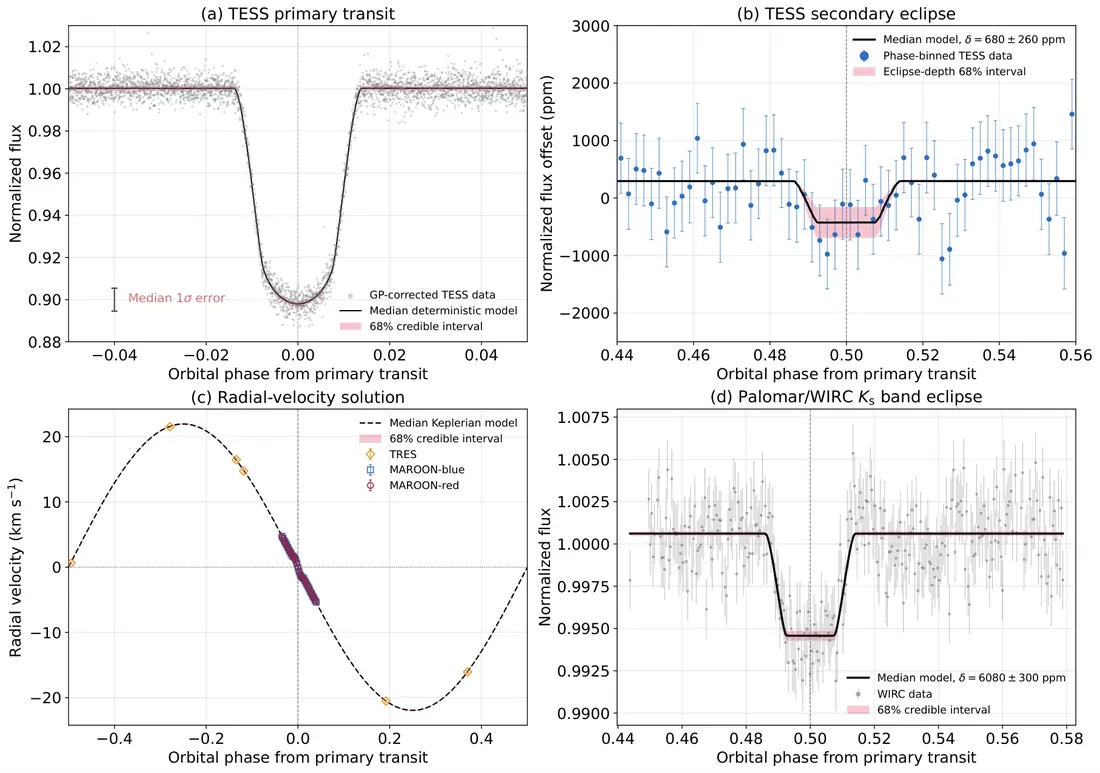 (a) TESS primary transit
Normalized flux
1.02
1.00
0.98
0.96
0.94
0.92
0.90
0.88
Median 1σ error
GP-corrected TESS data
Median deterministic model
68% credible interval
−0.04 −0.02 0.00 0.02 0.04
Orbital phase from primary transit
(b) TESS secondary eclipse
Normalized flux offset (ppm)
3000
2000
1000
0
−1000
−2000
Median model, δ = 680 ± 260 ppm
Phase-binned TESS data
Eclipse-depth 68% interval
0.44 0.46 0.48 0.50 0.52 0.54 0.56
Orbital phase from primary transit
(c) Radial-velocity solution
Radial velocity (km s⁻¹)
20
10
0
−10
−20
Median Keplerian model
68% credible interval
TRES
MAROON-blue
MAROON-red
−0.4 −0.2 0.0 0.2 0.4
Orbital phase from primary transit
(d) Palomar/WIRC Kₛ band eclipse
Normalized flux
1.0075
1.0050
1.0025
1.0000
0.9975
0.9950
0.9925
0.9900
Median model, δ = 6080 ± 300 ppm
WIRC data
68% credible interval
0.44 0.46 0.48 0.50 0.52 0.54 0.56 0.58
Orbital phase from primary transit